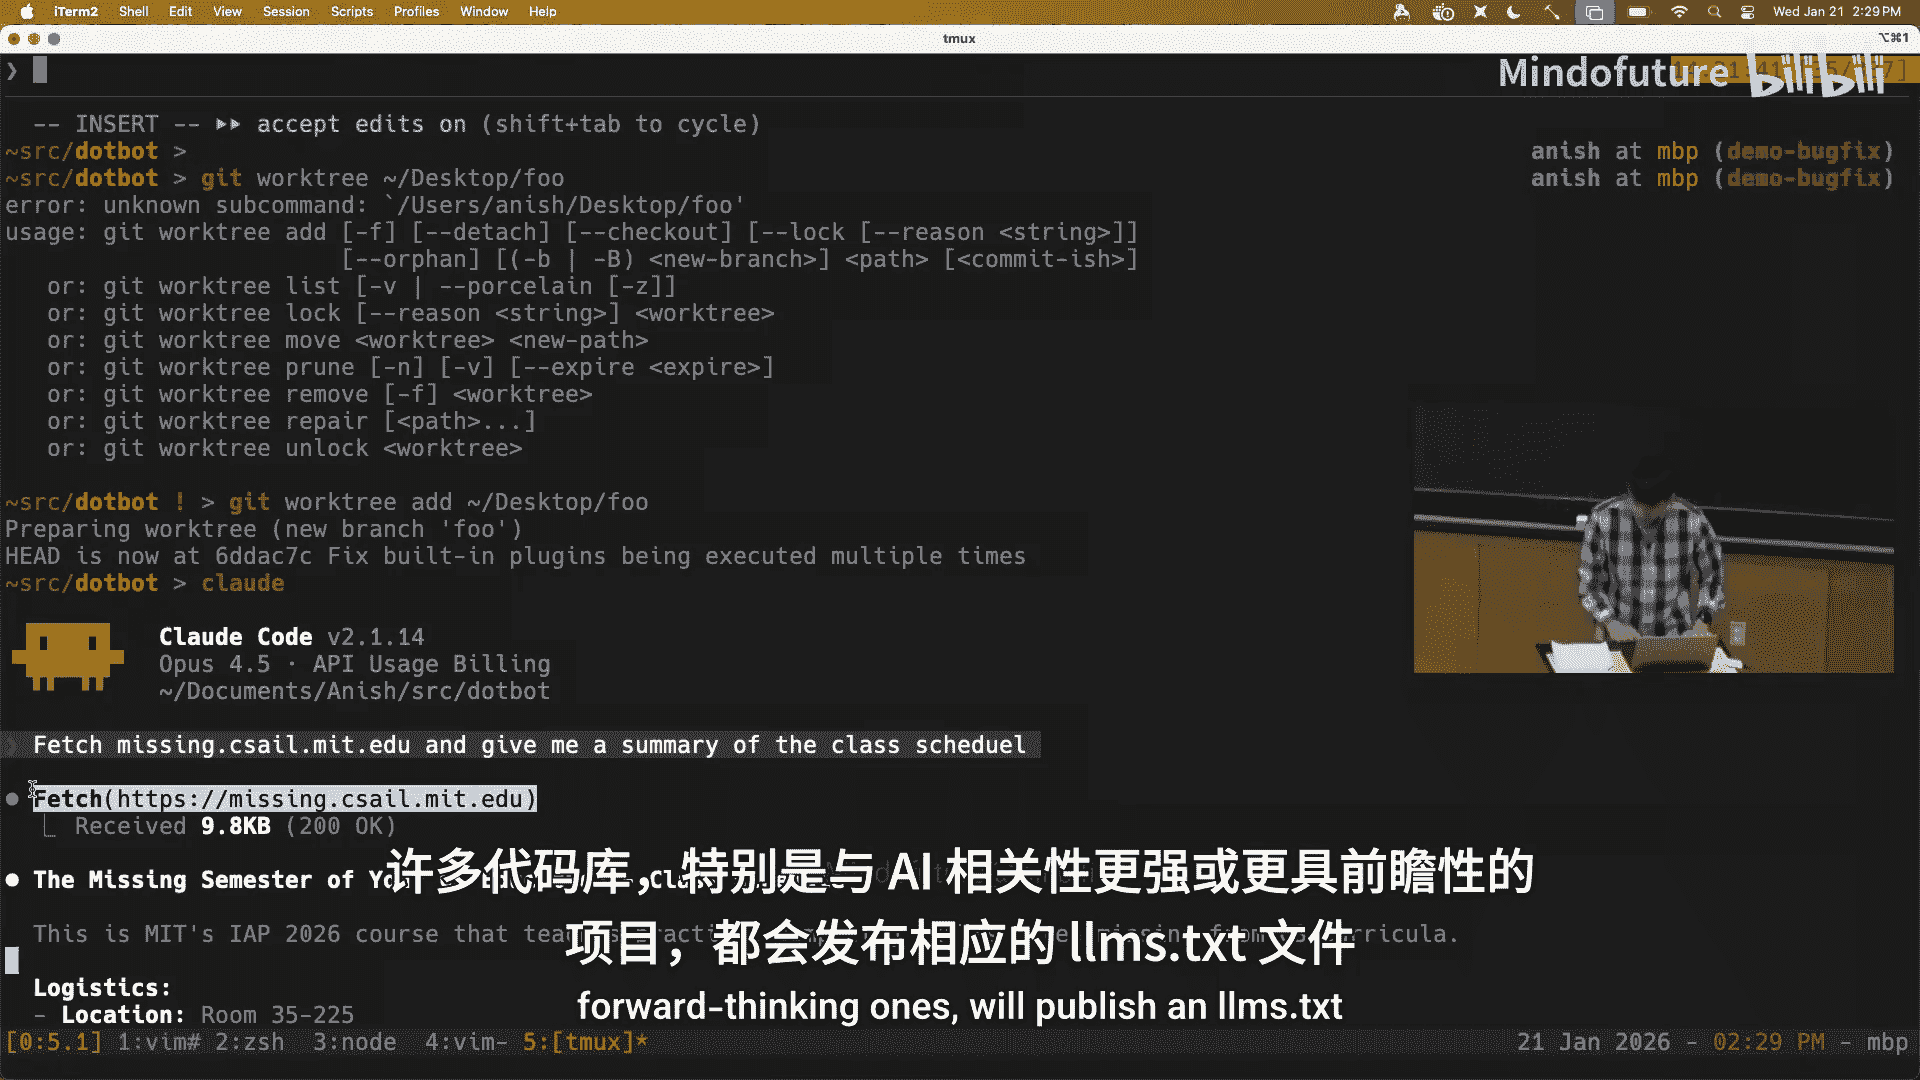 iTerm2 Shell Edit View Session Scripts Profiles Window Help Wed Jan 21 2:29 PM
tmux ⌥⌘1
❯
Mindofuture bilibili
-- INSERT -- ⏵⏵ accept edits on (shift+tab to cycle)
~src/dotbot > anish at mbp (demo-bugfix)
~src/dotbot > git worktree ~/Desktop/foo anish at mbp (demo-bugfix)
error: unknown subcommand: `/Users/anish/Desktop/foo'
usage: git worktree add [-f] [--detach] [--checkout] [--lock [--reason <string>]]
[--orphan] [(-b | -B) <new-branch>] <path> [<commit-ish>]
or: git worktree list [-v | --porcelain [-z]]
or: git worktree lock [--reason <string>] <worktree>
or: git worktree move <worktree> <new-path>
or: git worktree prune [-n] [-v] [--expire <expire>]
or: git worktree remove [-f] <worktree>
or: git worktree repair [<path>...]
or: git worktree unlock <worktree>
~src/dotbot ! > git worktree add ~/Desktop/foo
Preparing worktree (new branch 'foo')
HEAD is now at 6ddac7c Fix built-in plugins being executed multiple times
~src/dotbot > claude
Claude Code v2.1.14
Opus 4.5 · API Usage Billing
~/Documents/Anish/src/dotbot
❯ Fetch missing.csail.mit.edu and give me a summary of the class scheduel
● Fetch(https://missing.csail.mit.edu)
⎿ Received 9.8KB (200 OK)
● The Missing Semester of
许多代码库，特别是与 AI 相关性更强或更具前瞻性的
This is MIT's IAP 2026 course that
项目，都会发布相应的 llms.txt 文件
Logistics:
forward-thinking ones, will publish an llms.txt
- Location: Room 35-225
[0:5.1] 1:vim# 2:zsh 3:node 4:vim- 5:[tmux]* 21 Jan 2026 - 02:29 PM - mbp